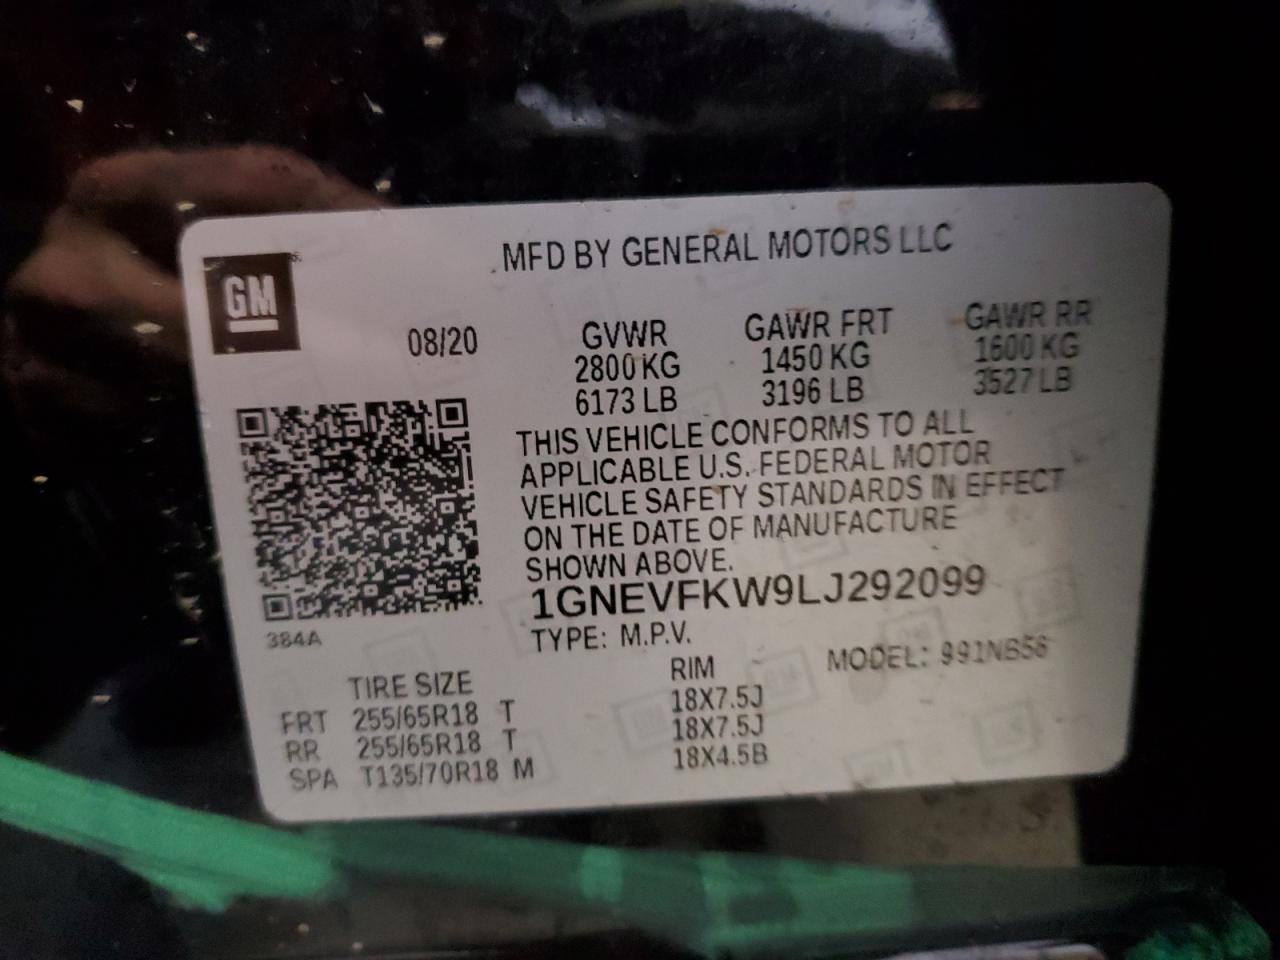 GM
MFD BY GENERAL MOTORS LLC
08/20
GVWR GAWR FRT GAWR RR
2800 KG 1450 KG 1600 KG
6173 LB 3196 LB 3527 LB
THIS VEHICLE CONFORMS TO ALL
APPLICABLE U.S. FEDERAL MOTOR
VEHICLE SAFETY STANDARDS IN EFFECT
ON THE DATE OF MANUFACTURE
SHOWN ABOVE.
1GNEVFKW9LJ292099
384A
TYPE: M.P.V.
MODEL: 991NB56
TIRE SIZE RIM
FRT 255/65R18 T 18X7.5J
RR 255/65R18 T 18X7.5J
SPA T135/70R18 M 18X4.5B